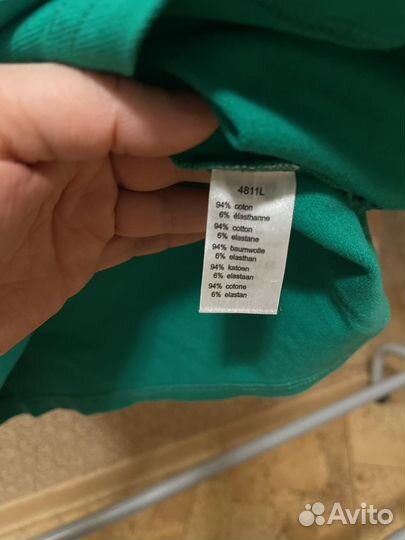 4811L
94% coton
6% élasthanne
94% cotton
6% elastane
94% baumwolle
6% elasthan
94% katoen
6% elastaan
94% cotone
6% elastan
Avito